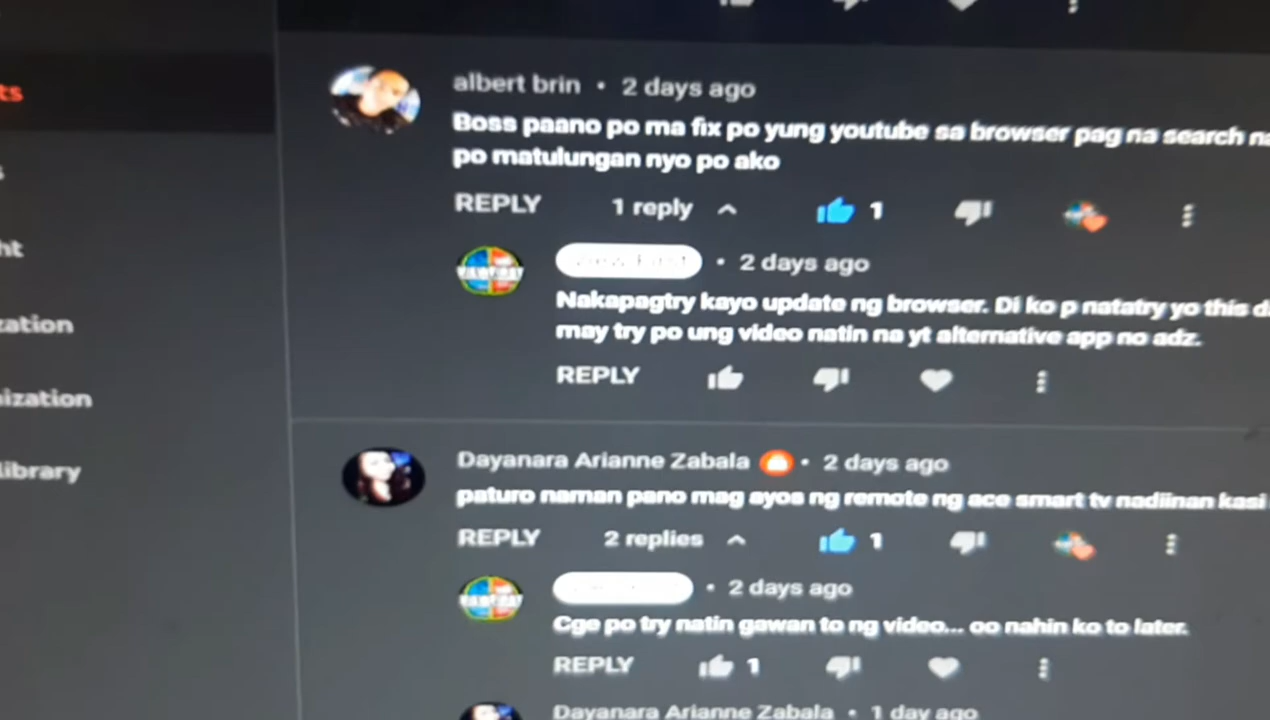 ts
albert brin • 2 days ago
Boss paano po ma fix po yung youtube sa browser pag na search na
po matulungan nyo po ako
REPLY 1 reply 1
• 2 days ago
Nakapagtry kayo update ng browser. Di ko p natatry yo this d
may try po ung video natin na yt alternative app no adz.
REPLY
ht
zation
ization
library
Dayanara Arianne Zabala • 2 days ago
paturo naman pano mag ayos ng remote ng ace smart tv nadiinan kasi
REPLY 2 replies 1
• 2 days ago
Cge po try natin gawan to ng video... oo nahin ko to later.
REPLY 1
Dayanara Arianne Zabala • 1 day ago